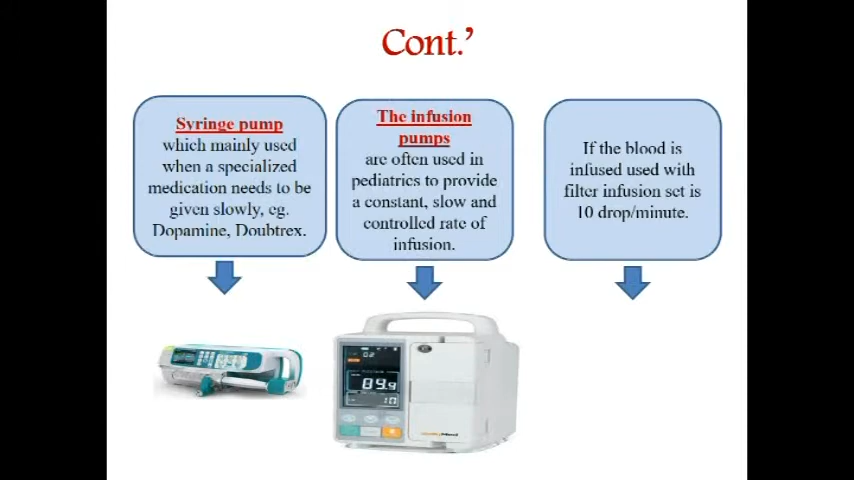 Cont.’
Syringe pump
which mainly used
when a specialized
medication needs to be
given slowly, eg.
Dopamine, Doubtrex.
The infusion
pumps
are often used in
pediatrics to provide
a constant, slow and
controlled rate of
infusion.
If the blood is
infused used with
filter infusion set is
10 drop/minute.
89.9
10